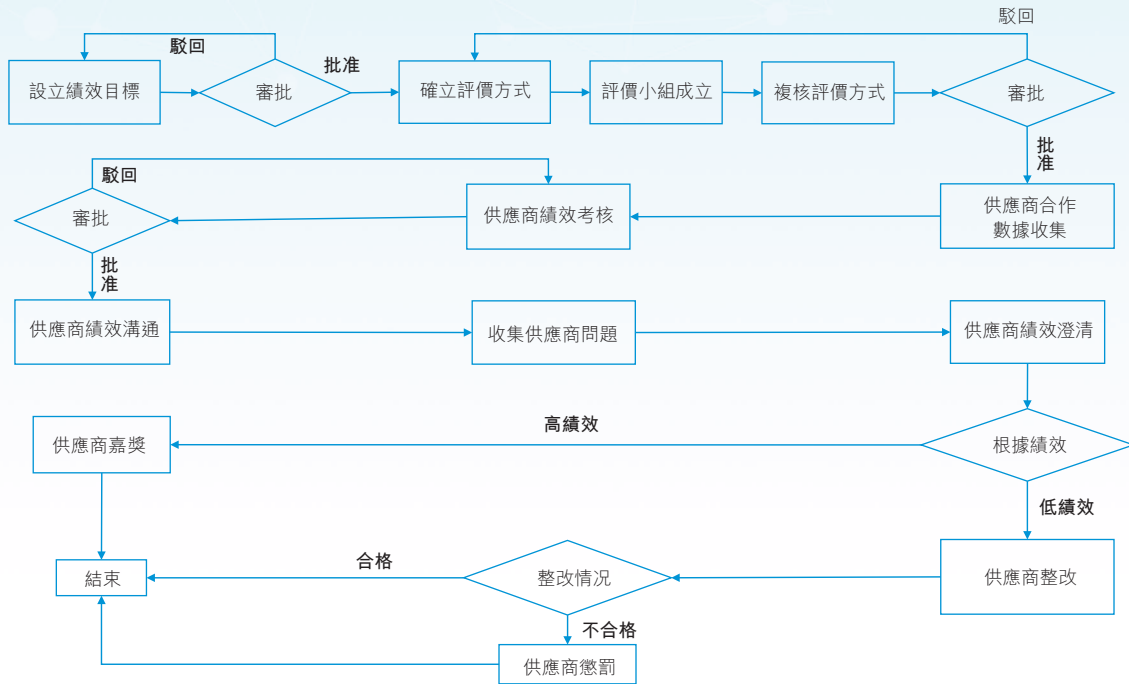 駁回
駁回
批准
設立績效目標
審批
確立評價方式
評價小組成立
複核評價方式
審批
批
准
駁回
審批
供應商績效考核
供應商合作
數據收集
批
准
供應商績效溝通
收集供應商問題
供應商績效澄清
高績效
供應商嘉獎
根據績效
低績效
合格
結束
整改情況
供應商整改
不合格
供應商懲罰